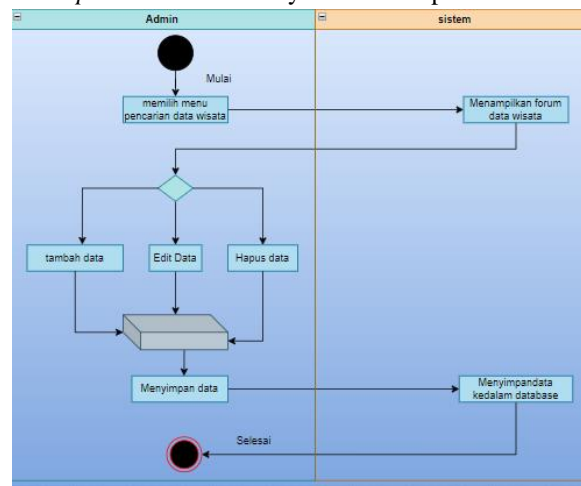 Admin
sistem
Mulai
memilih menu
pencarian data wisata
Menampilkan forum
data wisata
tambah data
Edit Data
Hapus data
Menyimpan data
Menyimpandata
kedalam database
Selesai